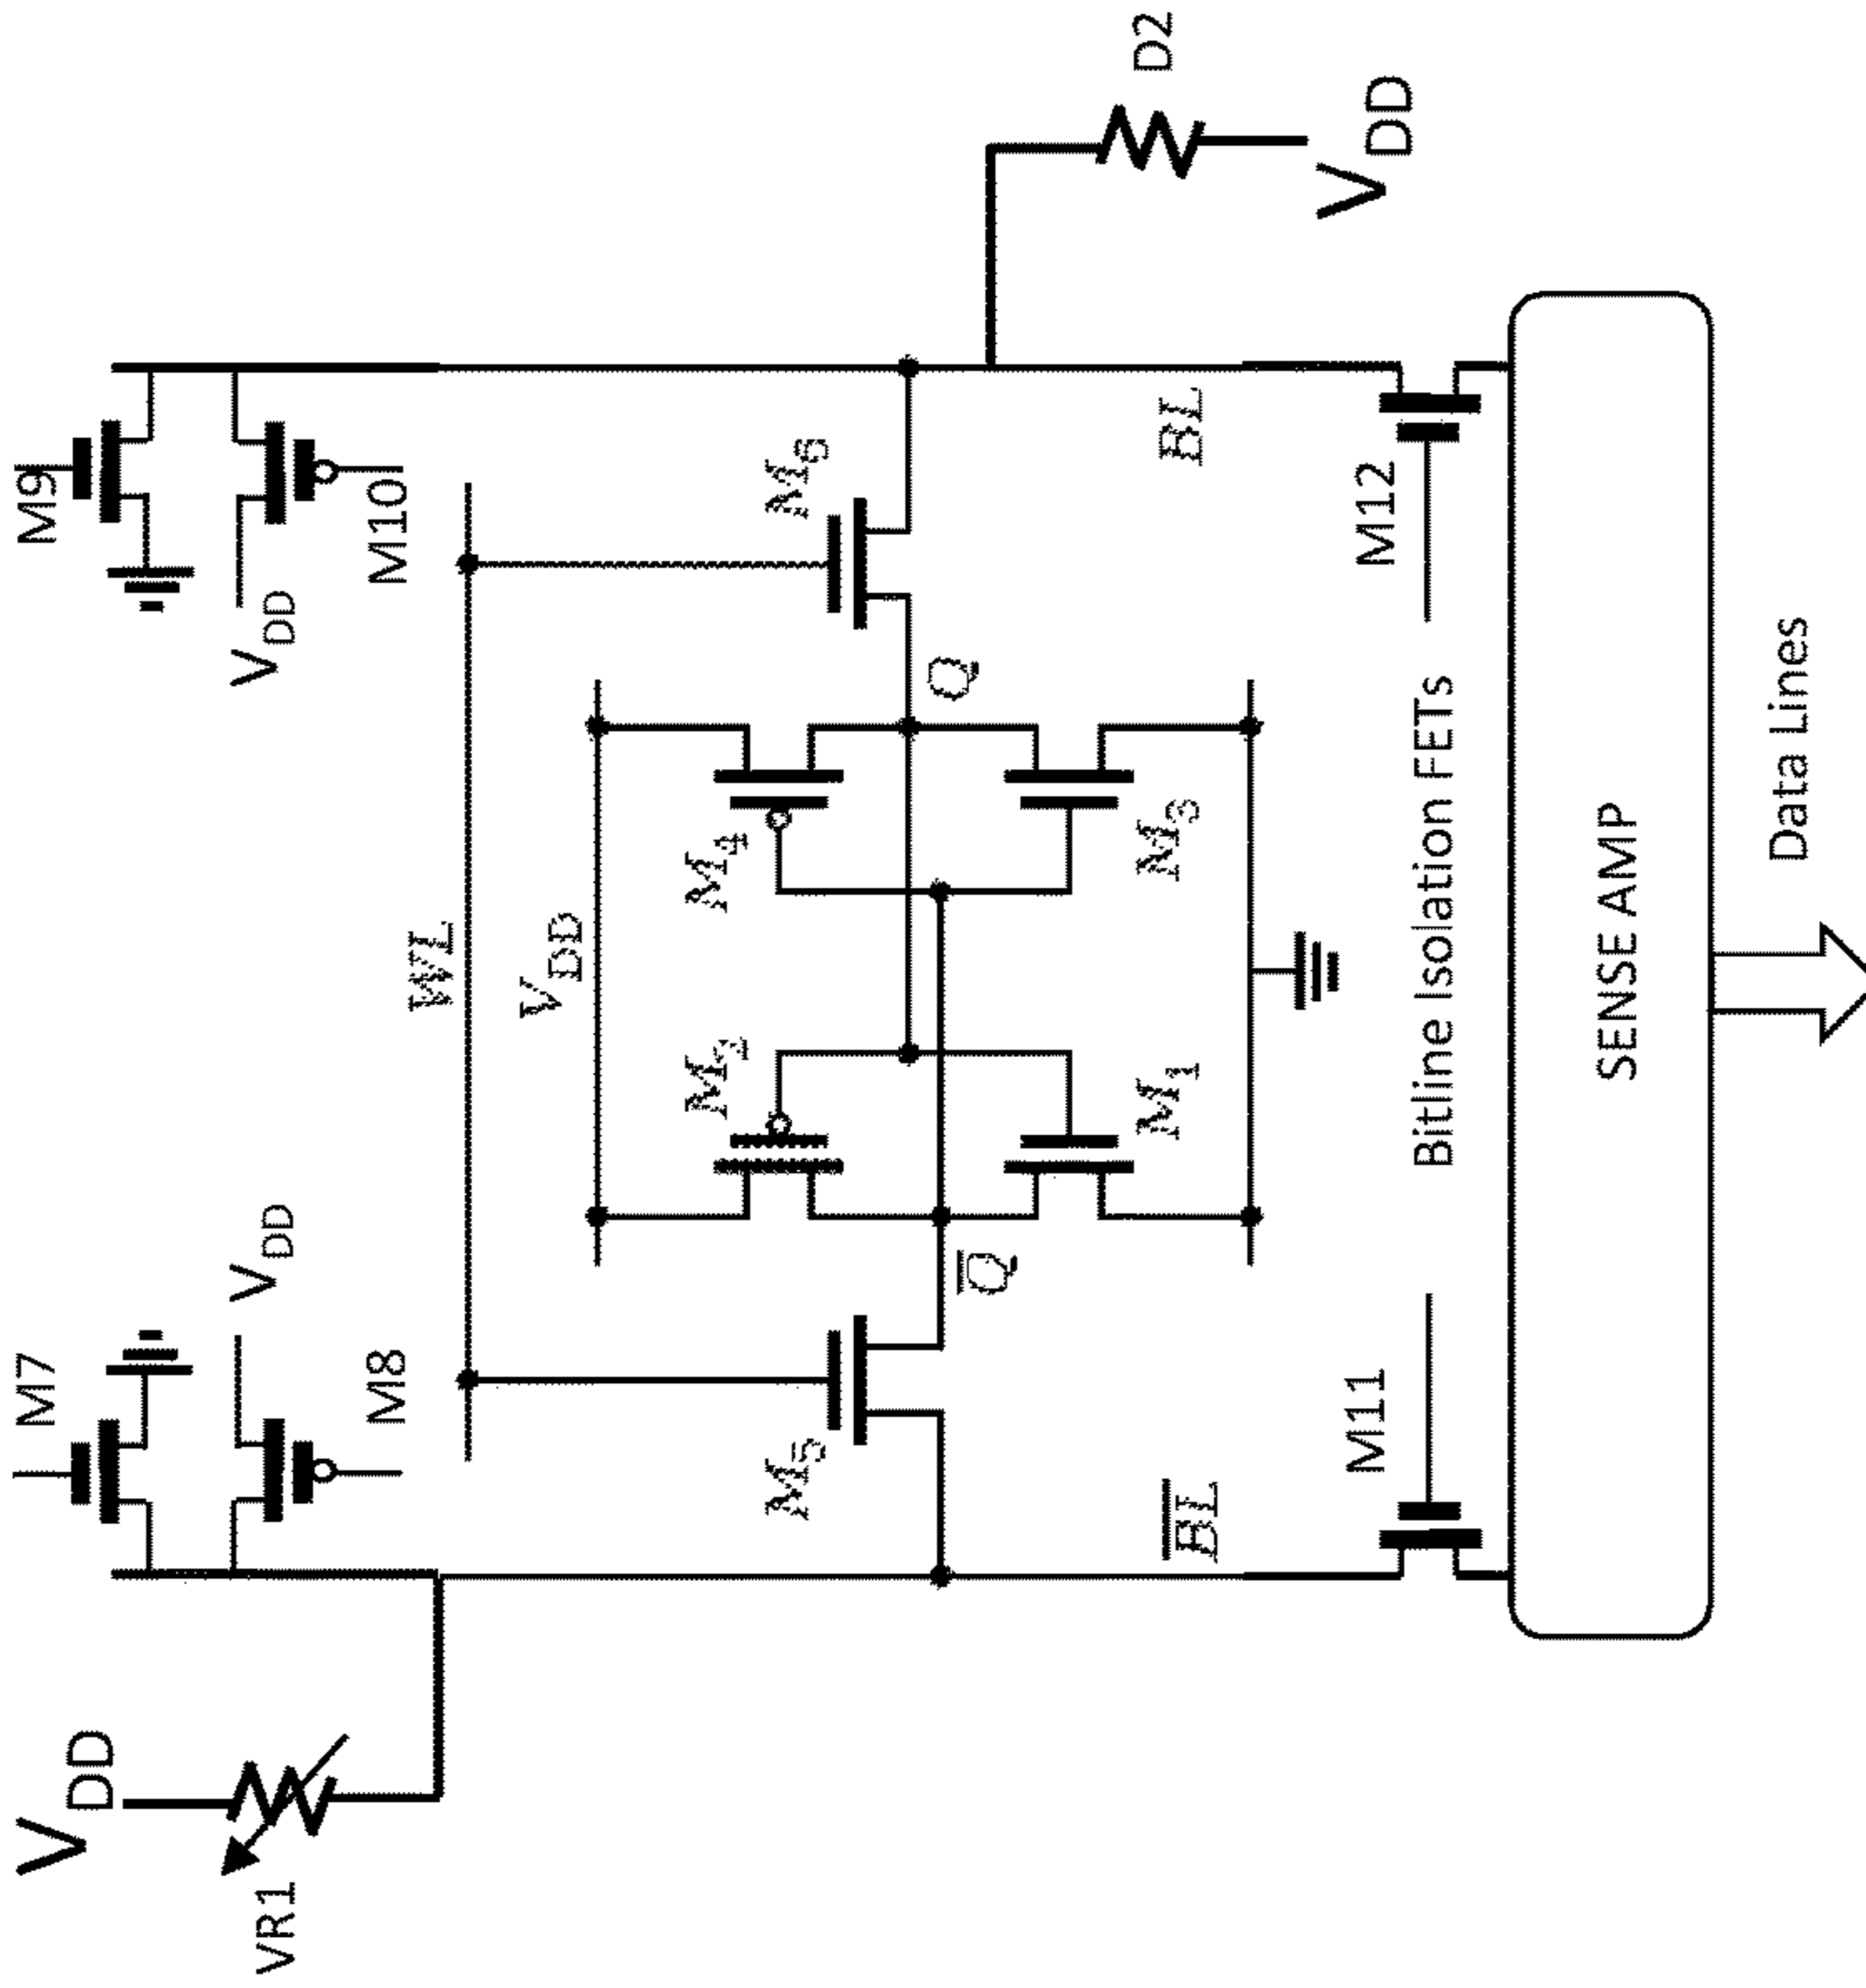 VDD
M7
M9
VR1
VDD
VDD
M8
M10
WL
VDD
M2
M4
M5
M6
Q̅
Q
M1
M3
D2
B̅L̅
BL
M11
M12
VDD
Bitline Isolation FETs
SENSE AMP
Data Lines